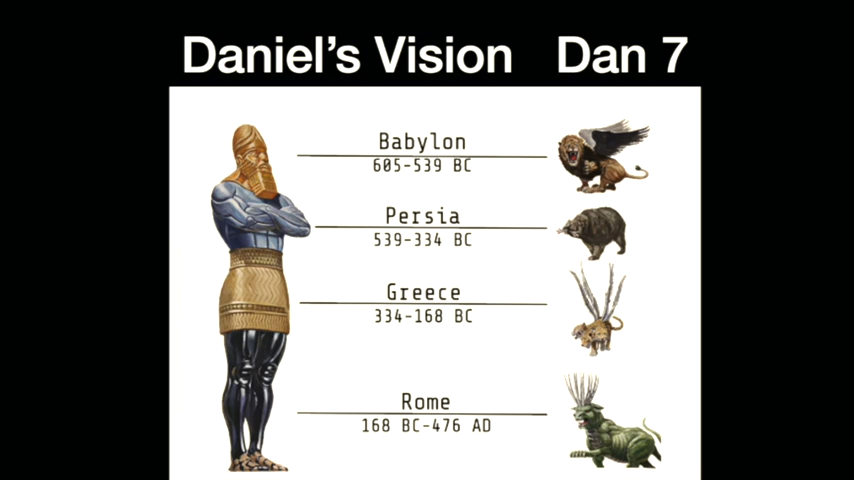 Daniel's Vision Dan 7
Babylon
605-539 BC
Persia
539-334 BC
Greece
334-168 BC
Rome
168 BC-476 AD